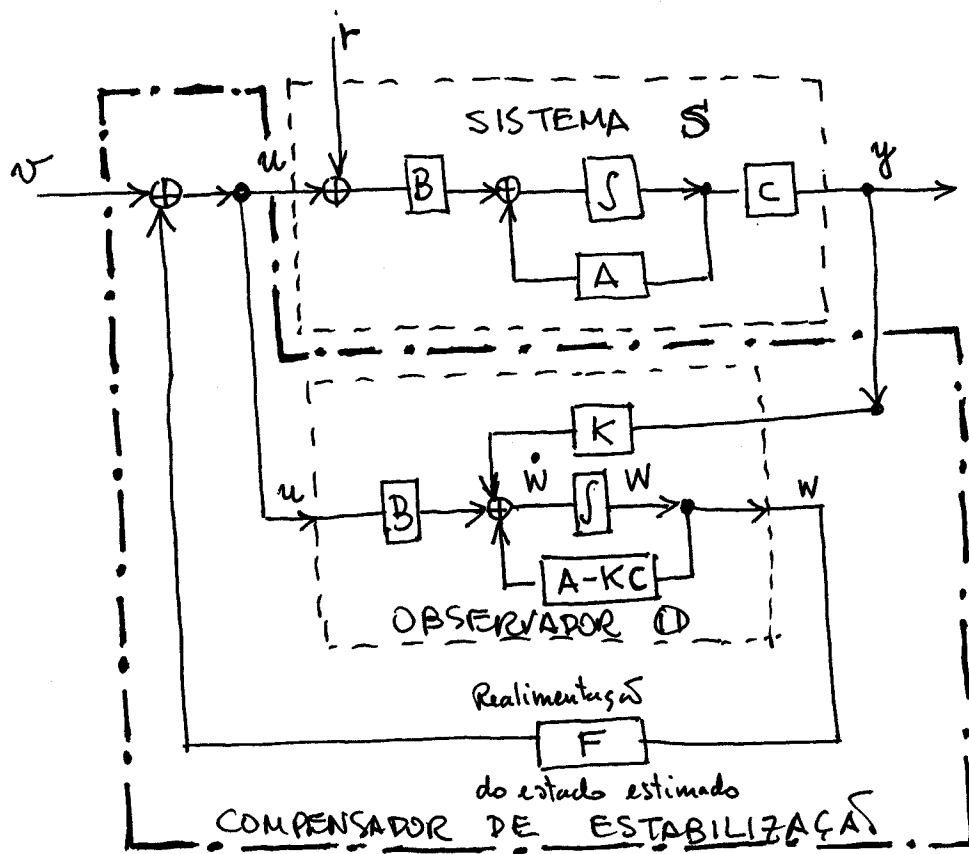 r
SISTEMA S
v
u
B
∫
C
y
A
K
ẇ
w
u
B
∫
w
A-KC
OBSERVADOR O
Realimentação
F
do estado estimado
COMPENSADOR DE ESTABILIZAÇÃO